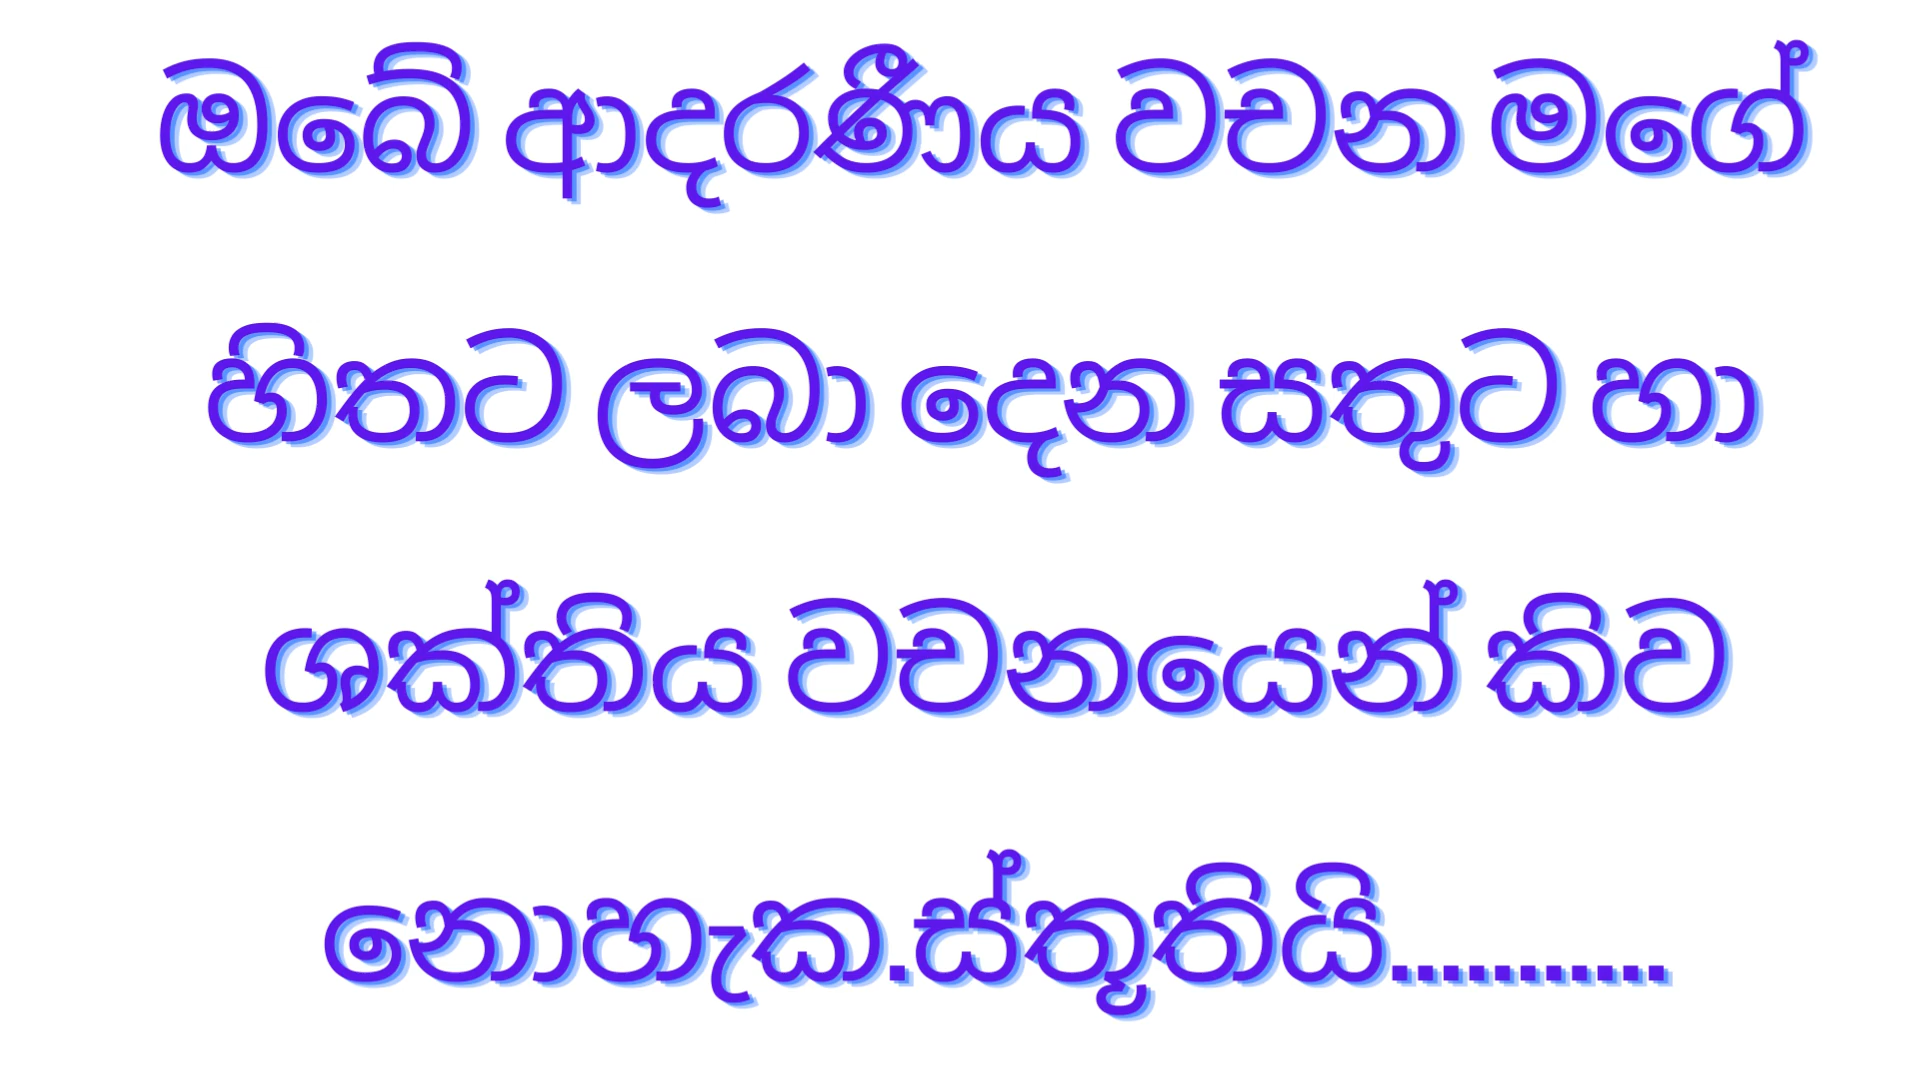 ඔබේ ආදරණීය වචන මගේ
හිතට ලබා දෙන සතුට හා
ශක්තිය වචනයෙන් කිව
නොහැක.ස්තූතියි...........